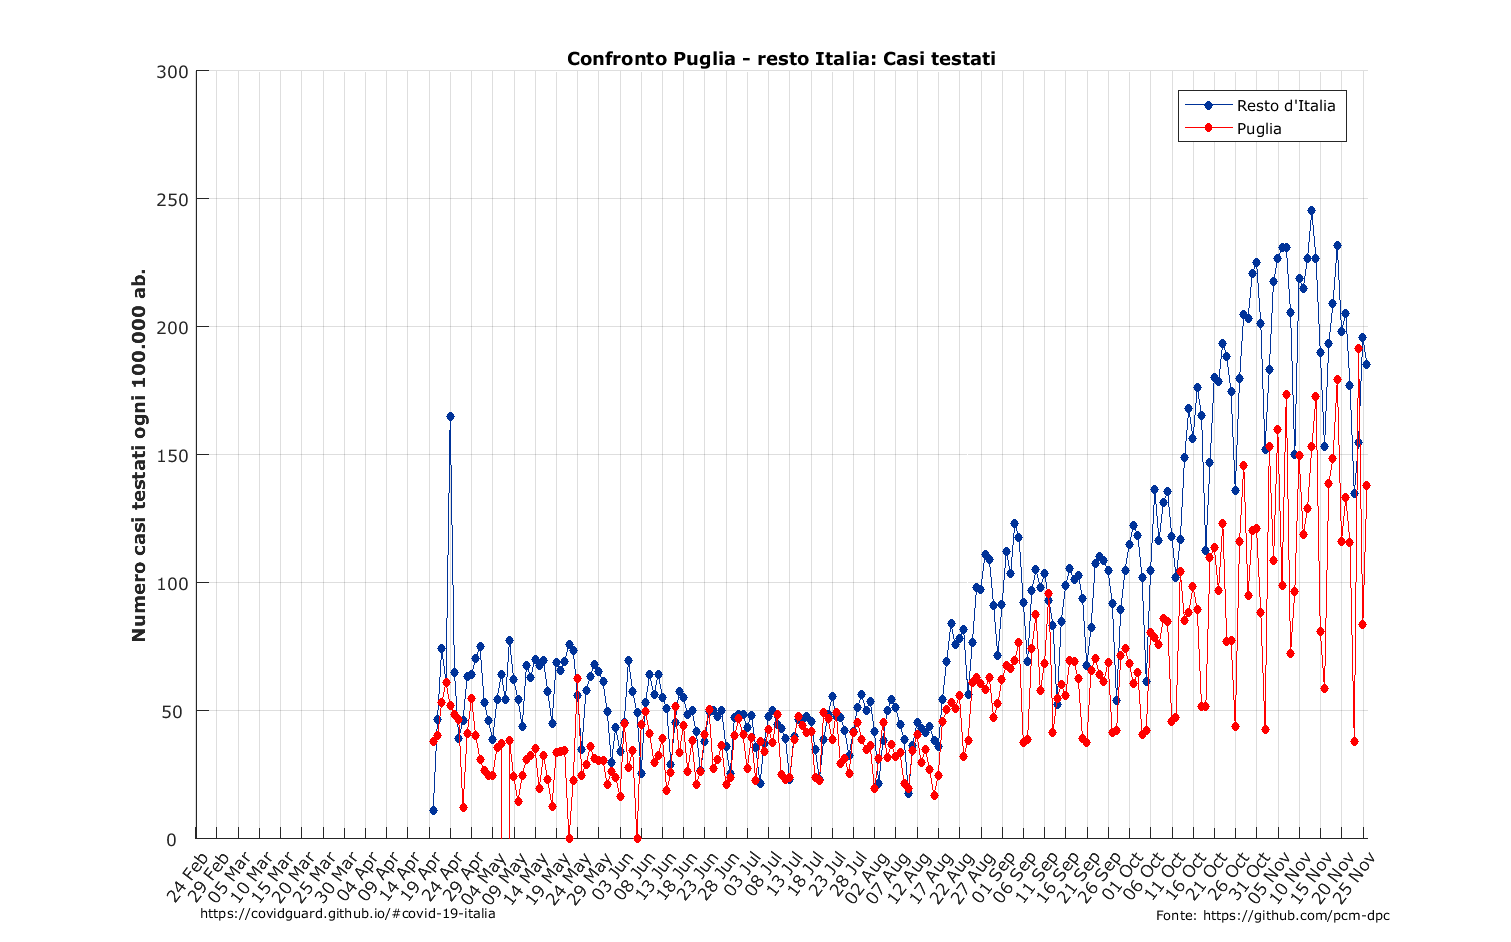 Confronto Puglia - resto Italia: Casi testati
Resto d'Italia
Puglia
Numero casi testati ogni 100.000 ab.
300
250
200
150
100
50
0
24 Feb
29 Feb
05 Mar
10 Mar
15 Mar
20 Mar
25 Mar
30 Mar
04 Apr
09 Apr
14 Apr
19 Apr
24 Apr
29 Apr
04 May
09 May
14 May
19 May
24 May
29 May
03 Jun
08 Jun
13 Jun
18 Jun
23 Jun
28 Jun
03 Jul
08 Jul
13 Jul
18 Jul
23 Jul
28 Jul
02 Aug
07 Aug
12 Aug
17 Aug
22 Aug
27 Aug
01 Sep
06 Sep
11 Sep
16 Sep
21 Sep
26 Sep
01 Oct
06 Oct
11 Oct
16 Oct
21 Oct
26 Oct
31 Oct
05 Nov
10 Nov
15 Nov
20 Nov
25 Nov
https://covidguard.github.io/#covid-19-italia
Fonte: https://github.com/pcm-dpc